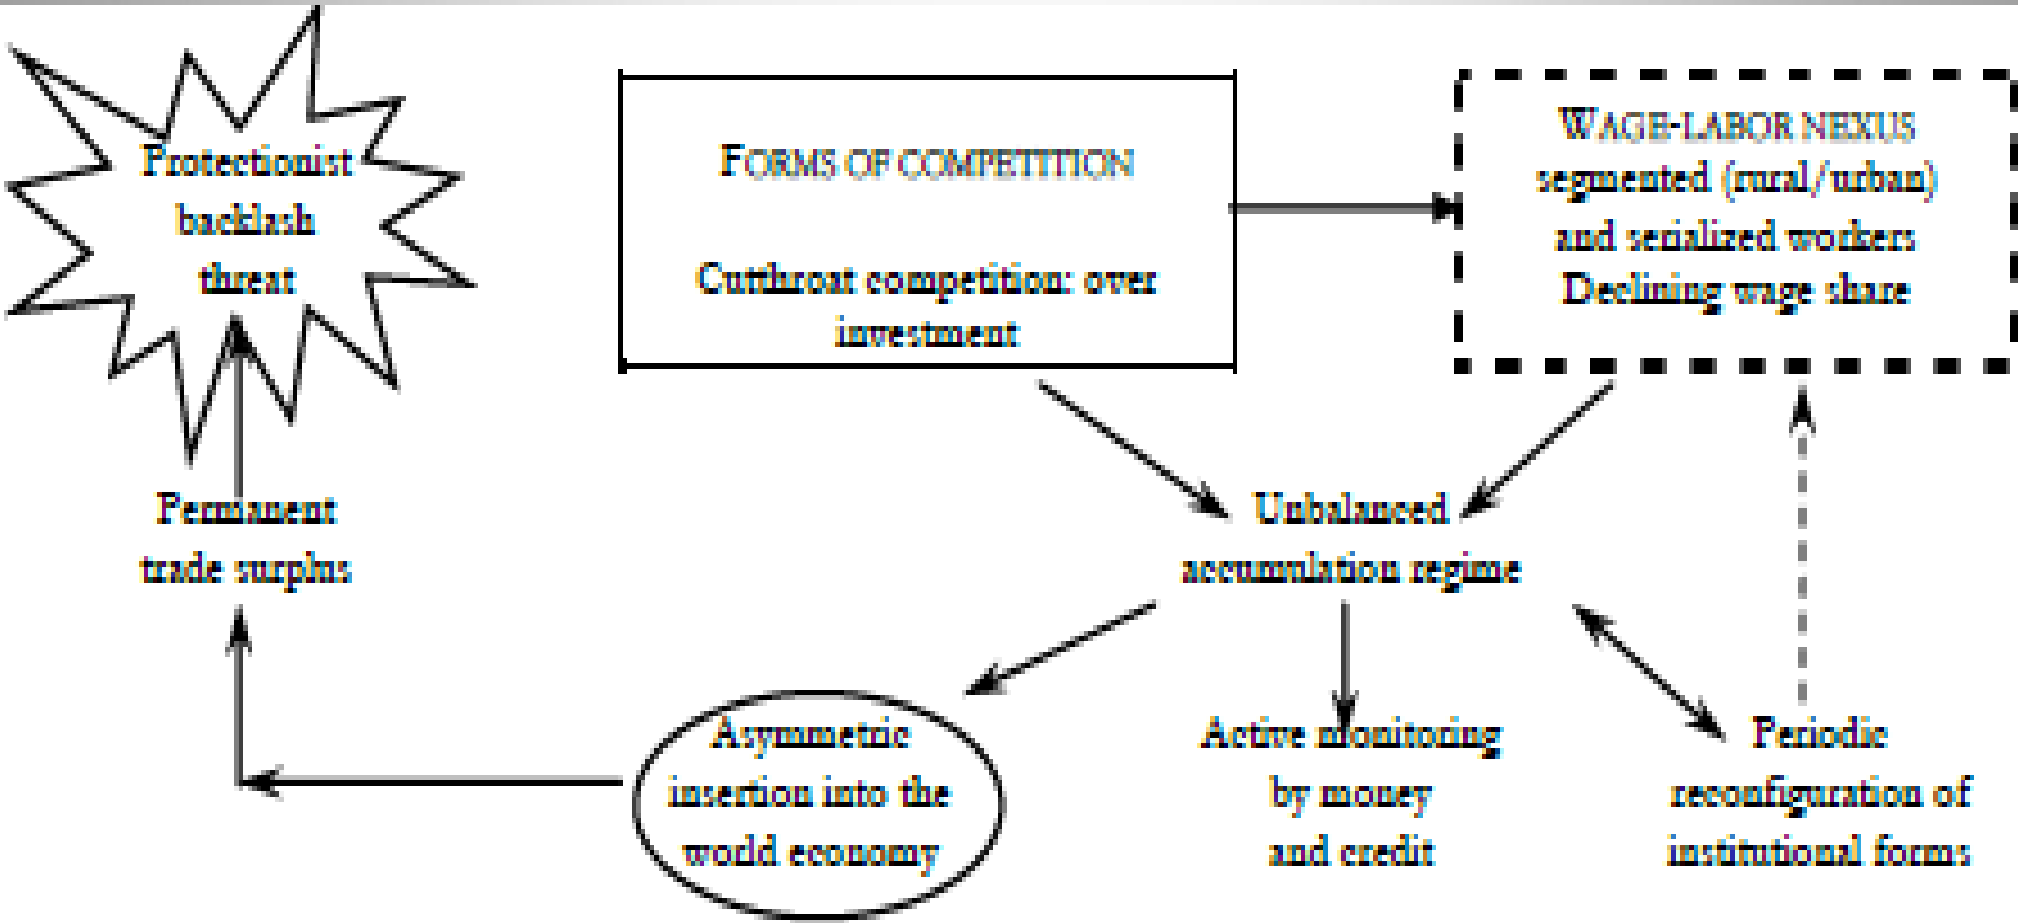 Protectionist
backlash
threat
FORMS OF COMPETITION
Cutthroat competition: over
investment
WAGE-LABOR NEXUS
segmented (rural/urban)
and serialized workers
Declining wage share
Permanent
trade surplus
Unbalanced
accumulation regime
Asymmetric
insertion into the
world economy
Active monitoring
by money
and credit
Periodic
reconfiguration of
institutional forms